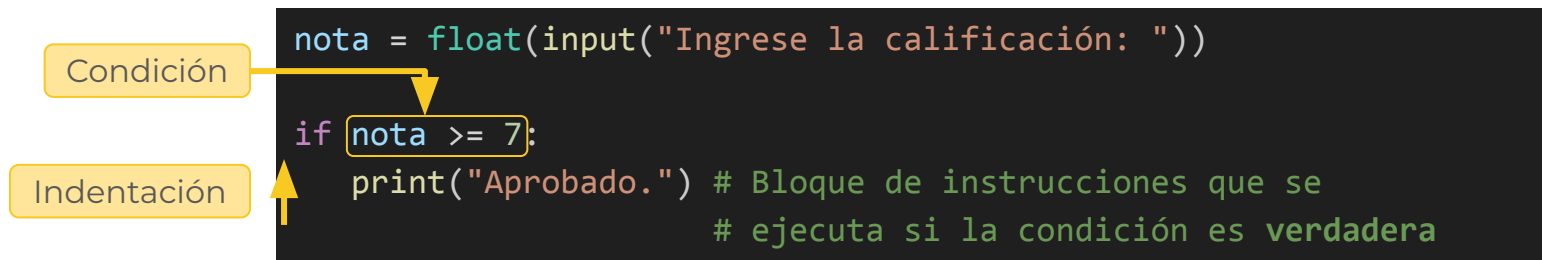 nota = float(input("Ingrese la calificación: "))
Condición
if nota >= 7:
Indentación
print("Aprobado.") # Bloque de instrucciones que se
# ejecuta si la condición es verdadera